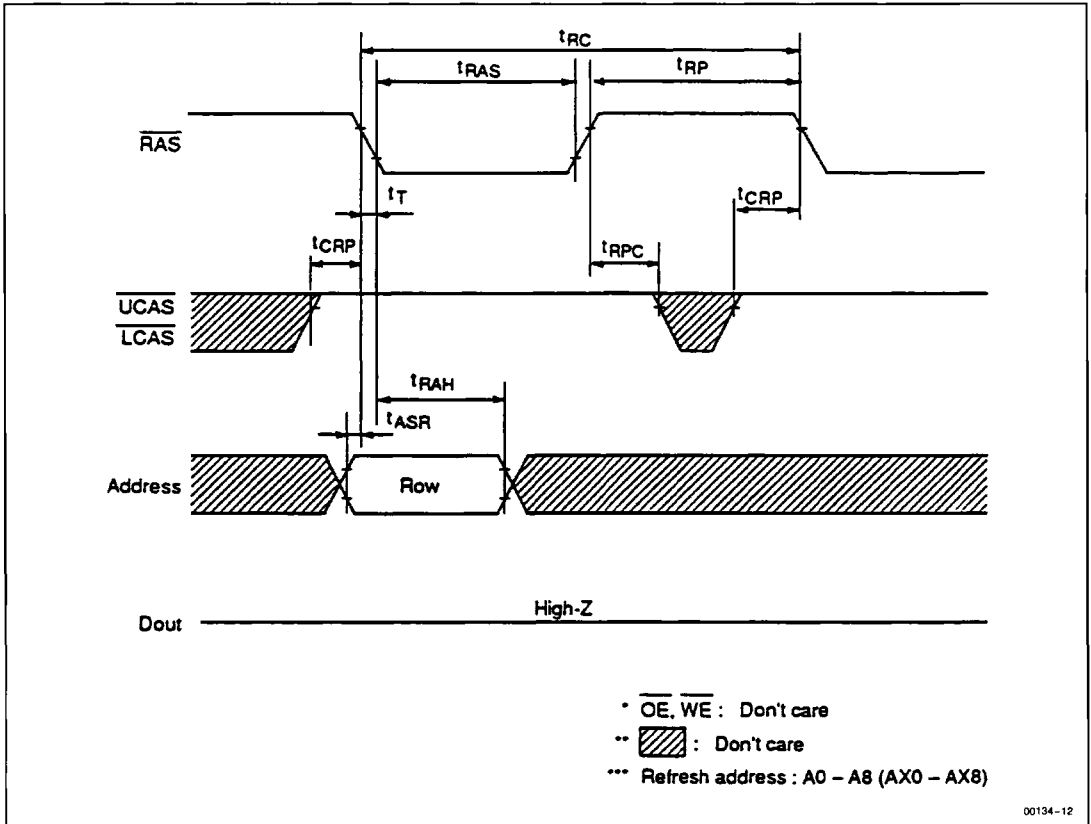 tRC
tRAS
tRP
RAS
tT
tCRP
tCRP
tRPC
UCAS
LCAS
tRAH
tASR
Address
Row
High-Z
Dout
* OE, WE : Don't care
** : Don't care
*** Refresh address : A0 – A8 (AX0 – AX8)
00134-12